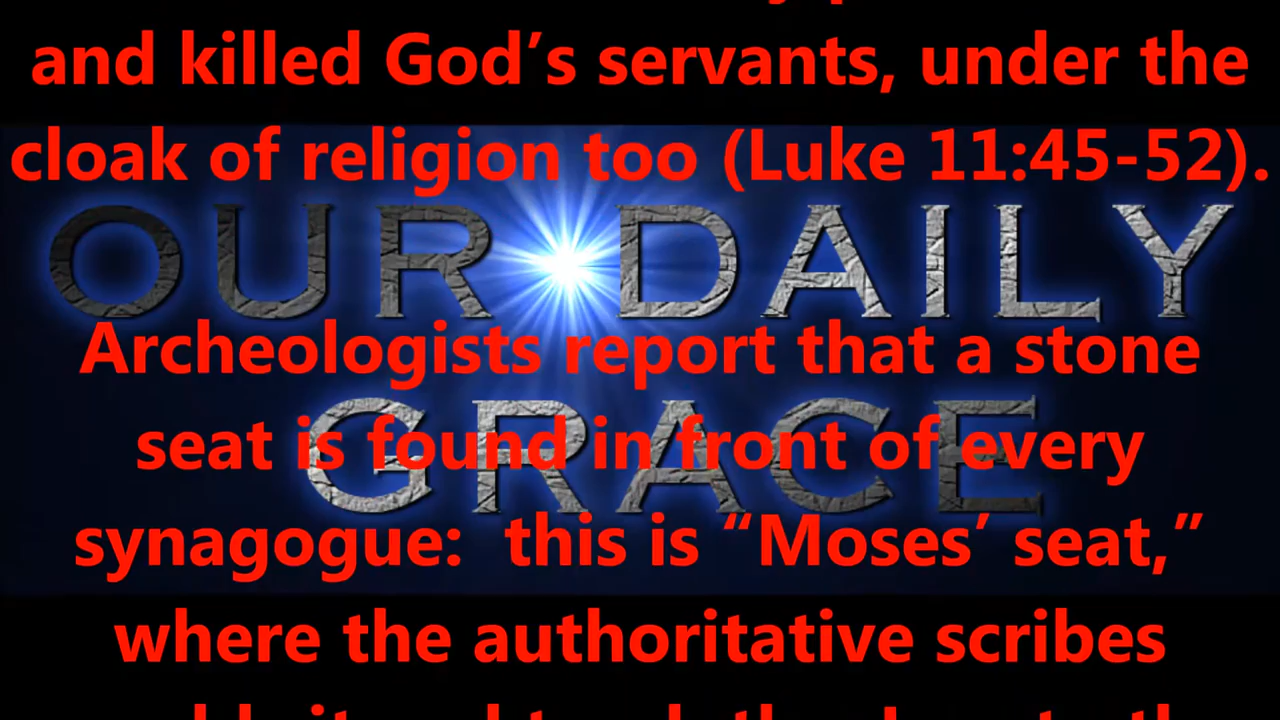 and killed God’s servants, under the
cloak of religion too (Luke 11:45-52).
OUR DAILY
Archeologists report that a stone
GRACE
seat is found in front of every
synagogue:  this is “Moses’ seat,”
where the authoritative scribes